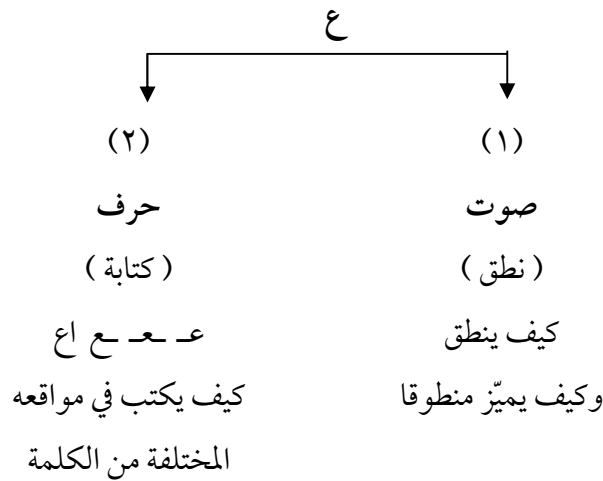 ع
(١) (٢)
صوت حرف
( نطق ) ( كتابة )
كيف ينطق عـ ـعـ ـع اع
وكيف يميّز منطوقا كيف يكتب في مواقعه
المختلفة من الكلمة